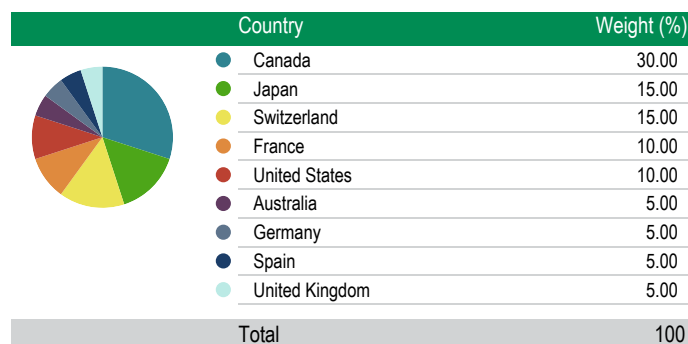 Country Weight (%)
Canada 30.00
Japan 15.00
Switzerland 15.00
France 10.00
United States 10.00
Australia 5.00
Germany 5.00
Spain 5.00
United Kingdom 5.00
Total 100